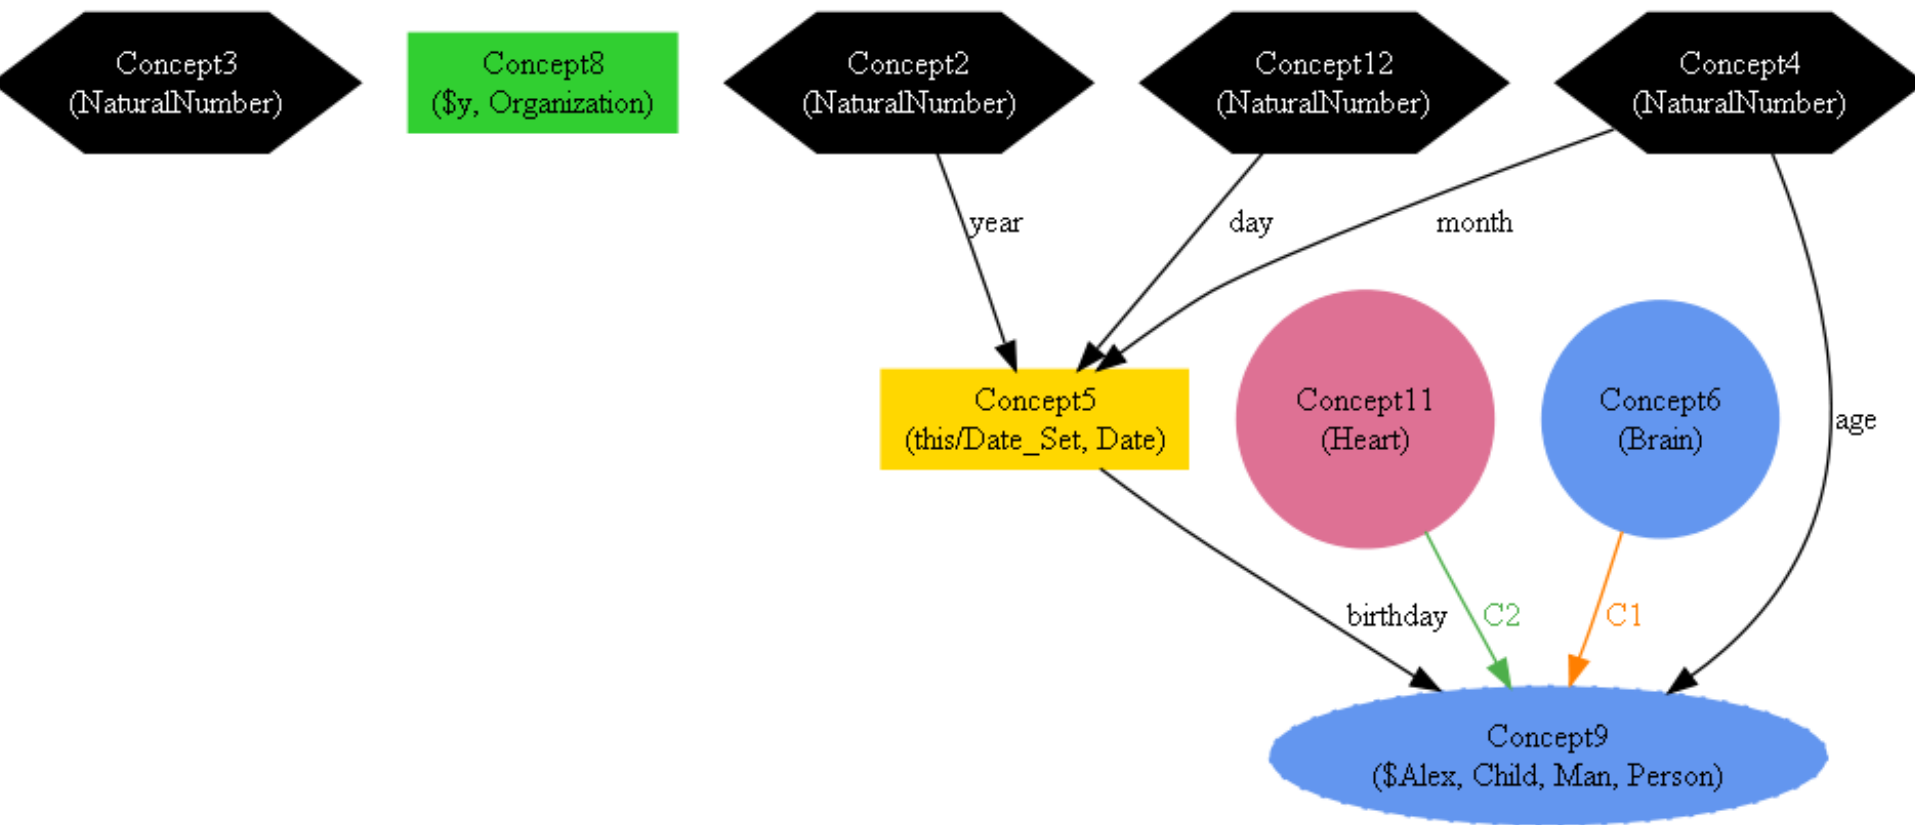 Concept3
(NaturalNumber)
Concept8
($y, Organization)
Concept2
(NaturalNumber)
Concept12
(NaturalNumber)
Concept4
(NaturalNumber)
year
day
month
Concept5
(this/Date_Set, Date)
Concept11
(Heart)
Concept6
(Brain)
age
birthday
C2
C1
Concept9
($Alex, Child, Man, Person)